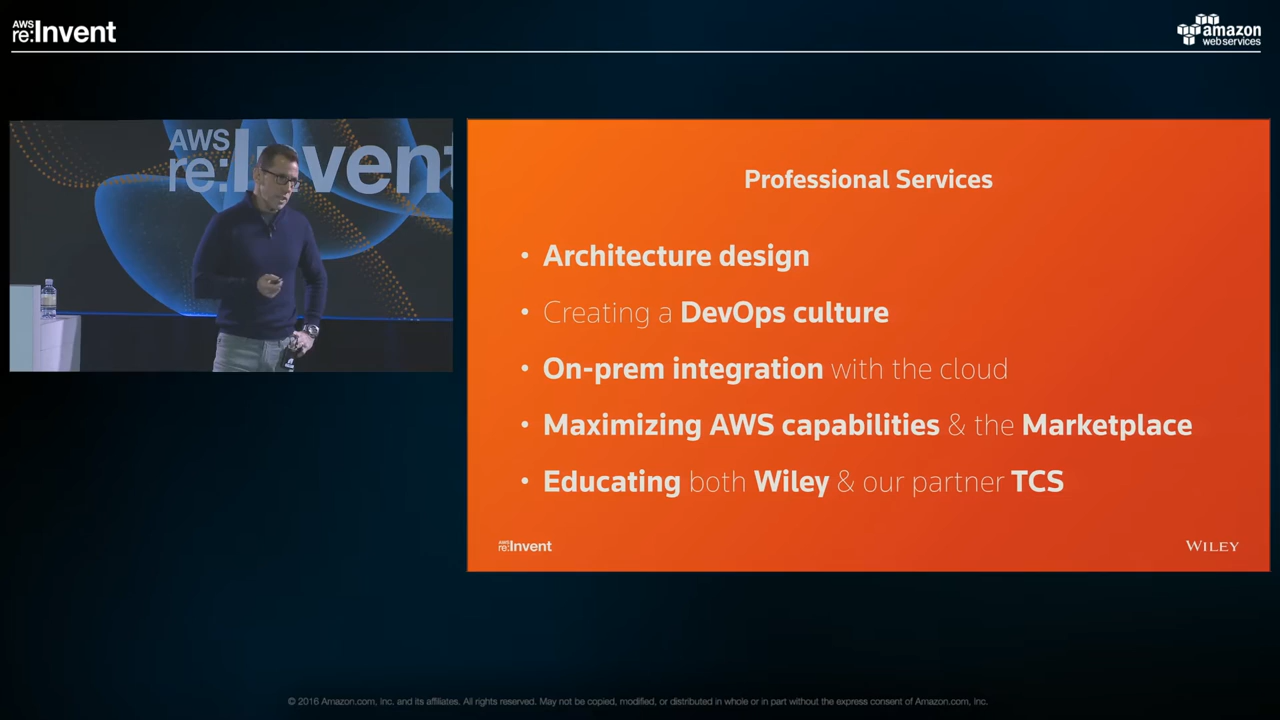 AWS
re:Invent
amazon
web services
AWS
re:Invent
Professional Services
• Architecture design
• Creating a DevOps culture
• On-prem integration with the cloud
• Maximizing AWS capabilities & the Marketplace
• Educating both Wiley & our partner TCS
AWS
re:Invent
WILEY
© 2016 Amazon.com, Inc. and its affiliates. All rights reserved. May not be copied, modified, or distributed in whole or in part without the express consent of Amazon.com, Inc.